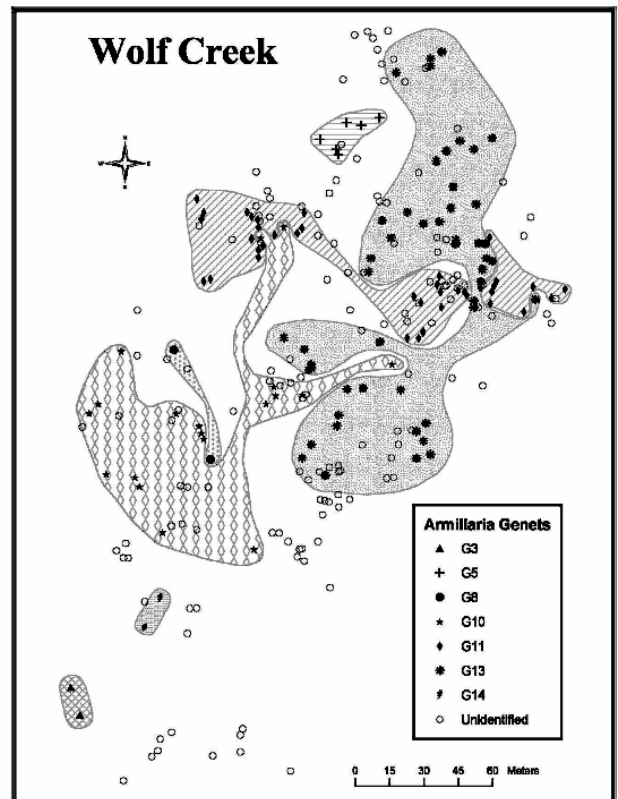 Wolf Creek
N
W E
S
Armillaria Genets
G3
G5
G8
G10
G11
G13
G14
Unidentified
0 15 30 45 60 Meters